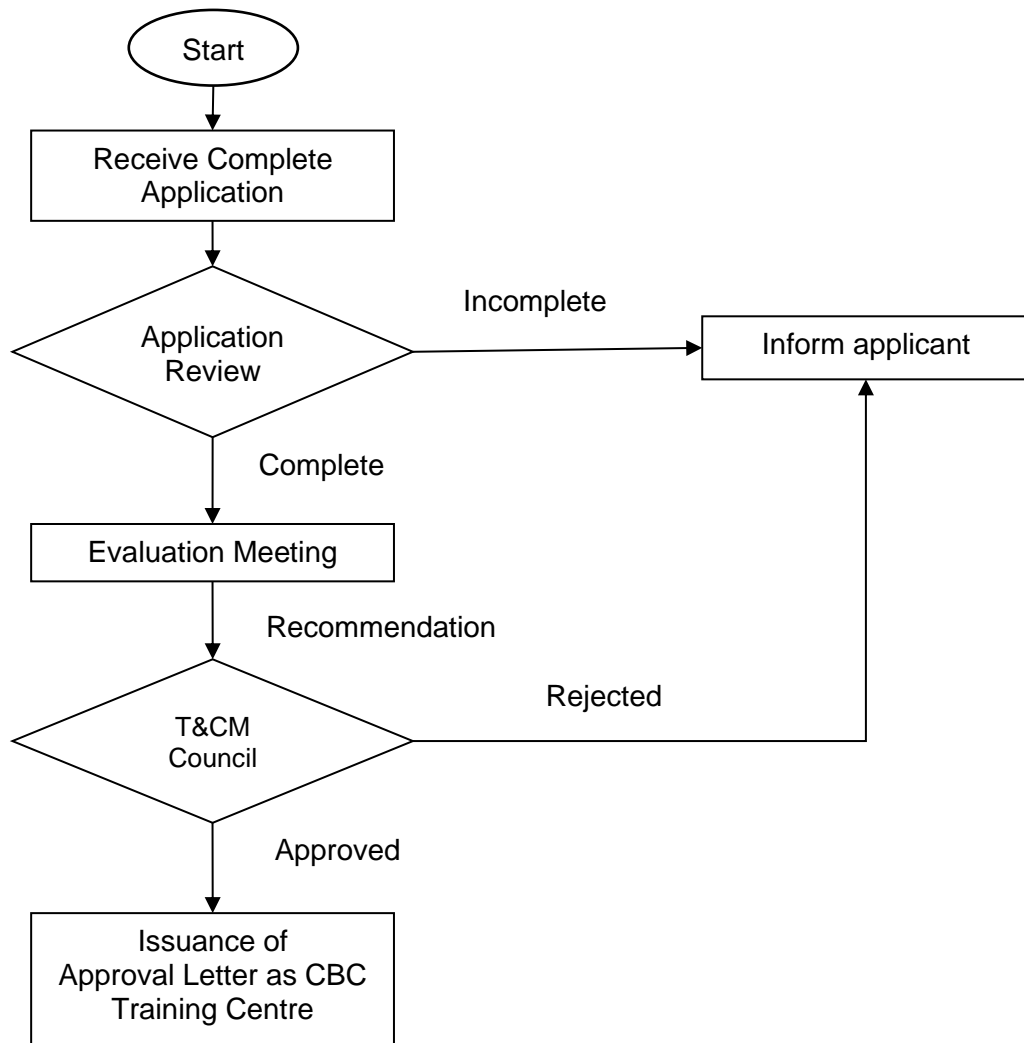 Start
Receive Complete
Application
Application
Review
Incomplete
Inform applicant
Complete
Evaluation Meeting
Recommendation
T&CM
Council
Rejected
Approved
Issuance of
Approval Letter as CBC
Training Centre